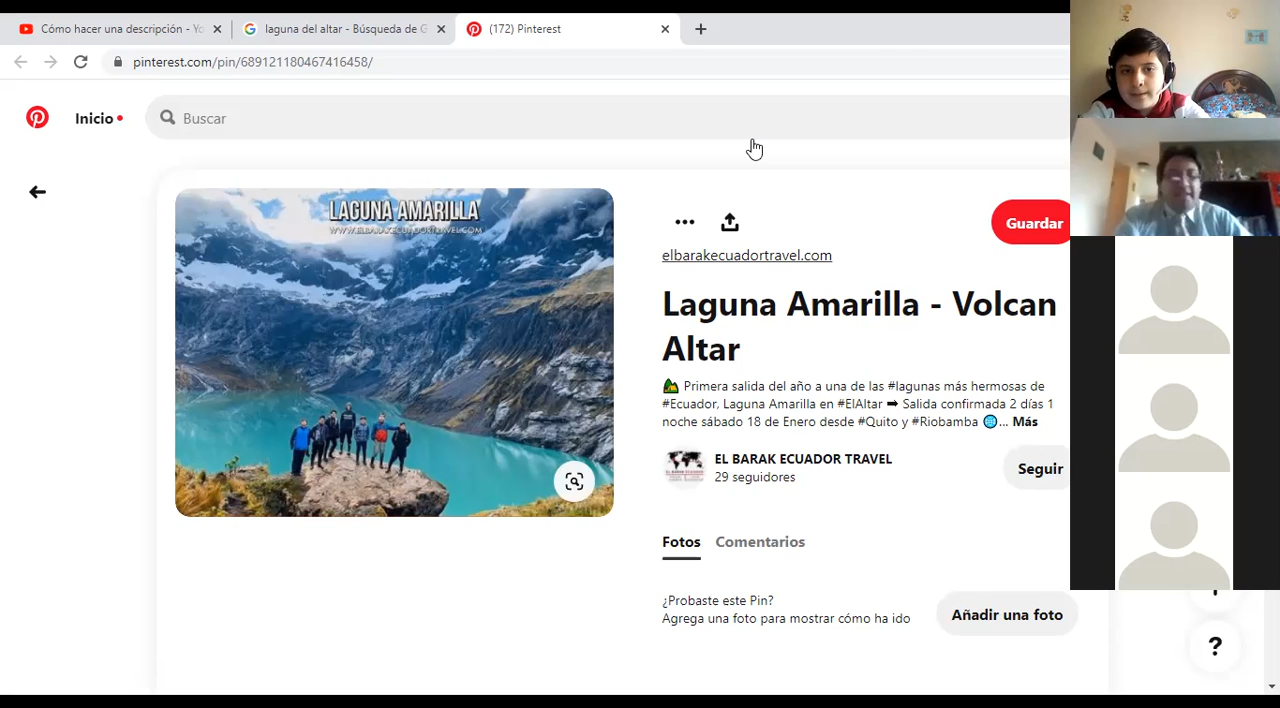 Cómo hacer una descripción - Yo
laguna del altar - Búsqueda de G
(172) Pinterest
pinterest.com/pin/689121180467416458/
Inicio
Buscar
LAGUNA AMARILLA
WWW.ELBARAKECUADORTRAVEL.COM
Guardar
elbarakecuadortravel.com
Laguna Amarilla - Volcan
Altar
Primera salida del año a una de las #lagunas más hermosas de
#Ecuador, Laguna Amarilla en #ElAltar ➡ Salida confirmada 2 días 1
noche sábado 18 de Enero desde #Quito y #Riobamba 🌐... Más
EL BARAK ECUADOR TRAVEL
29 seguidores
Seguir
Fotos Comentarios
¿Probaste este Pin?
Agrega una foto para mostrar cómo ha ido
Añadir una foto
?